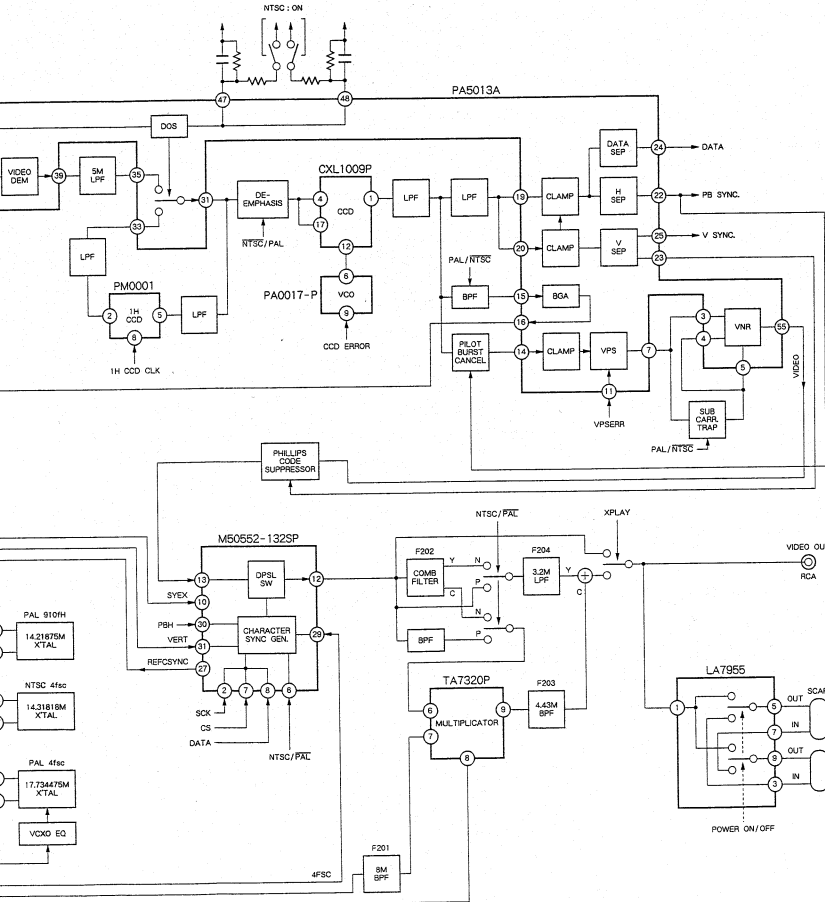 NTSC : ON
47
48
PA5013A
DOS
VIDEO
DEM
39
5M
LPF
35
33
31
DE-
EMPHASIS
NTSC/PAL
CXL1009P
4
17
CCD
1
12
LPF
LPF
19
20
CLAMP
CLAMP
DATA
SEP
H
SEP
V
SEP
24
DATA
22
PB SYNC.
25
V SYNC.
23
LPF
PM0001
2
1H
CCD
5
8
LPF
1H CCD CLK
PA0017-P
6
VCO
9
CCD ERROR
PAL/NTSC
BPF
15
BGA
16
PILOT
BURST
CANCEL
14
CLAMP
VPS
7
11
VPSERR
3
4
VNR
55
5
VIDEO
SUB
CARR.
TRAP
PAL/NTSC
PHILLIPS
CODE
SUPPRESSOR
M50552-132SP
13
DPSL
SW
12
SYEX
10
PBH
30
CHARACTER
SYNC GEN.
29
VERT
31
REFCSYNC
27
2
7
8
6
SCK
CS
DATA
NTSC/PAL
PAL 910fH
14.21875M
X'TAL
NTSC 4fsc
14.31818M
X'TAL
PAL 4fsc
17.734475M
X'TAL
VCXO EQ
NTSC/PAL
XPLAY
F202
COMB
FILTER
Y
C
N
P
N
P
BPF
F204
3.2M
LPF
Y
C
VIDEO OU
RCA
TA7320P
6
7
MULTIPLICATOR
9
8
F203
4.43M
BPF
LA7955
1
5
OUT
SCAR
7
IN
9
OUT
3
IN
POWER ON/OFF
F201
8M
BPF
4FSC